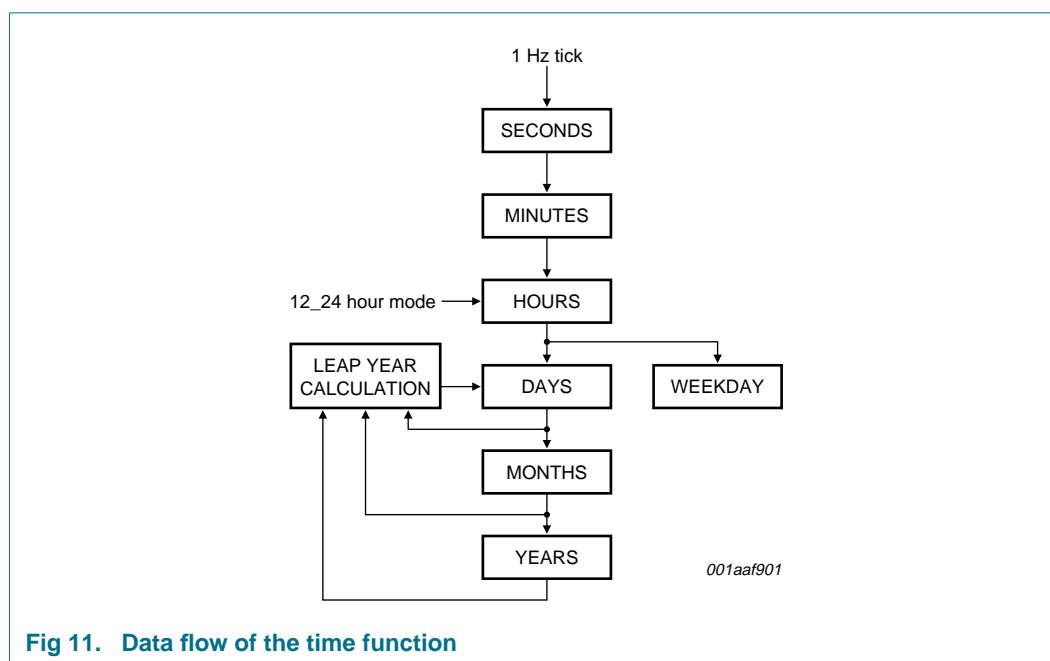 1 Hz tick
SECONDS
MINUTES
12_24 hour mode
HOURS
LEAP YEAR
CALCULATION
DAYS
WEEKDAY
MONTHS
YEARS
001aaf901
Fig 11. Data flow of the time function